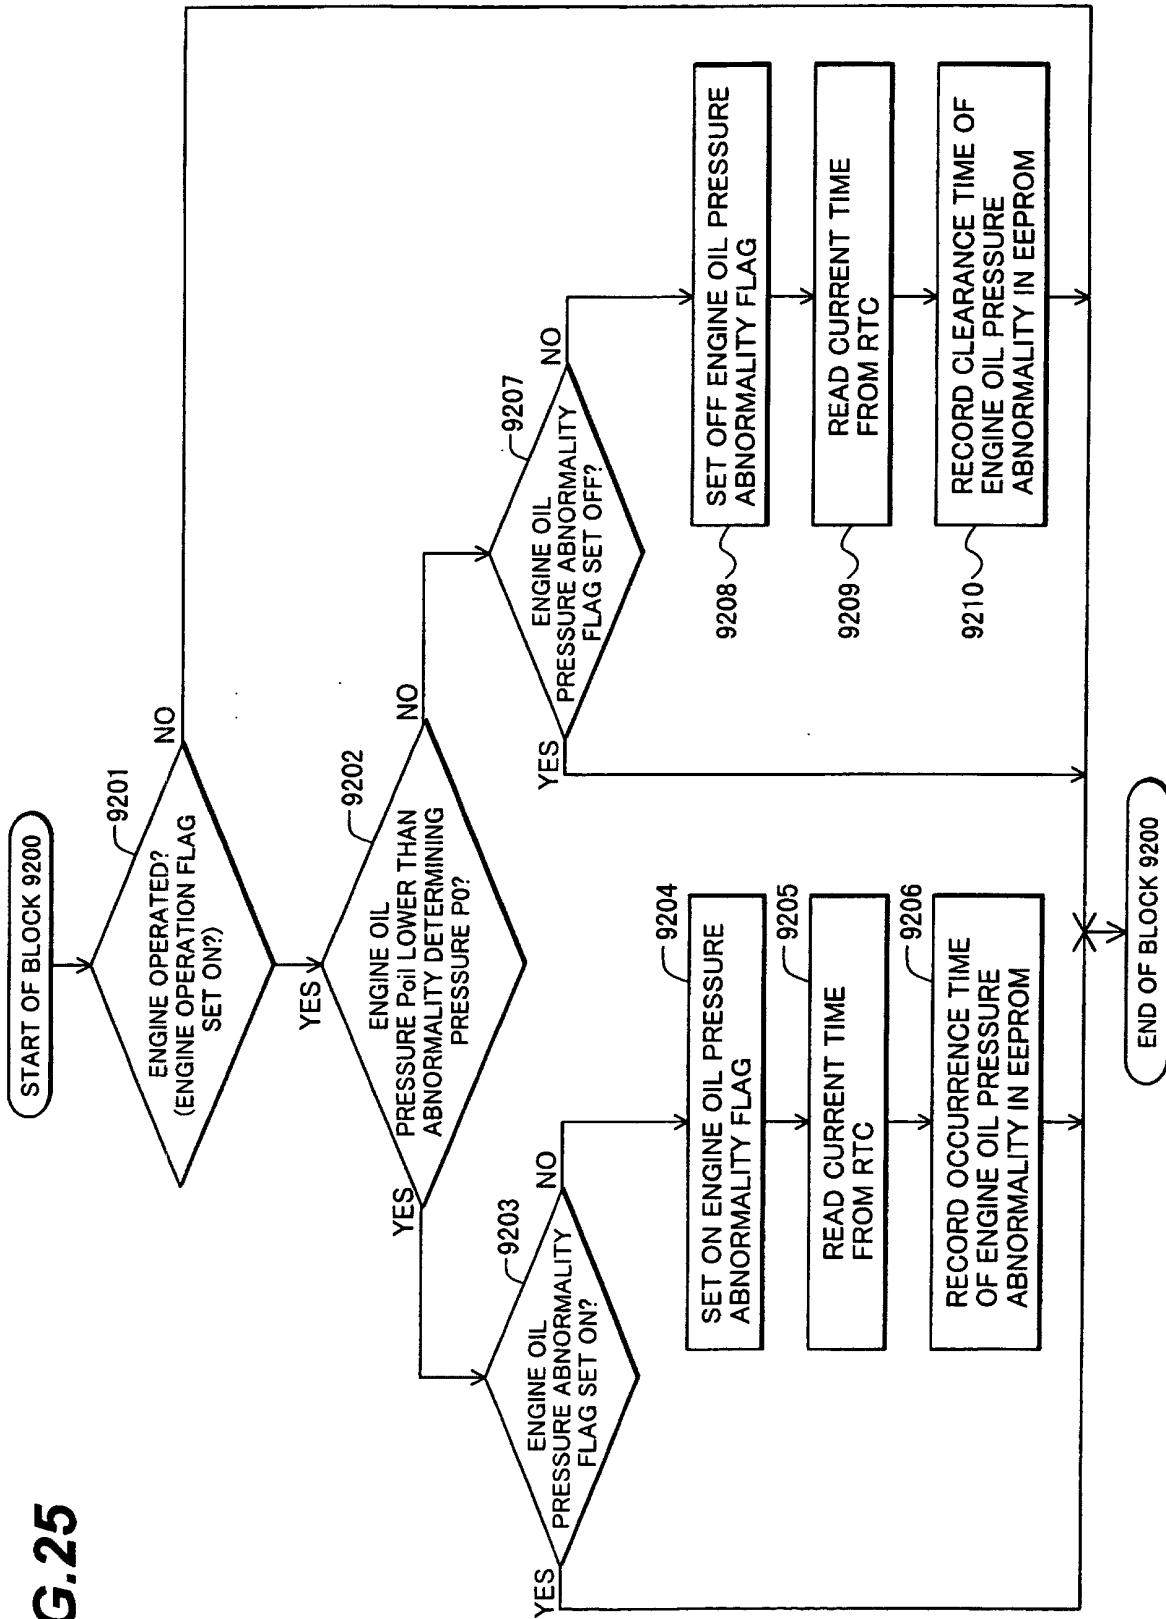 G.25
START OF BLOCK 9200
9201
ENGINE OPERATED?
(ENGINE OPERATION FLAG
SET ON?)
NO
YES
9202
ENGINE OIL
PRESSURE Poil LOWER THAN
ABNORMALITY DETERMINING
PRESSURE P0?
YES
NO
9203
ENGINE OIL
PRESSURE ABNORMALITY
FLAG SET ON?
YES
NO
9204
SET ON ENGINE OIL PRESSURE
ABNORMALITY FLAG
9205
READ CURRENT TIME
FROM RTC
9206
RECORD OCCURRENCE TIME
OF ENGINE OIL PRESSURE
ABNORMALITY IN EEPROM
9207
ENGINE OIL
PRESSURE ABNORMALITY
FLAG SET OFF?
YES
NO
9208
SET OFF ENGINE OIL PRESSURE
ABNORMALITY FLAG
9209
READ CURRENT TIME
FROM RTC
9210
RECORD CLEARANCE TIME OF
ENGINE OIL PRESSURE
ABNORMALITY IN EEPROM
END OF BLOCK 9200